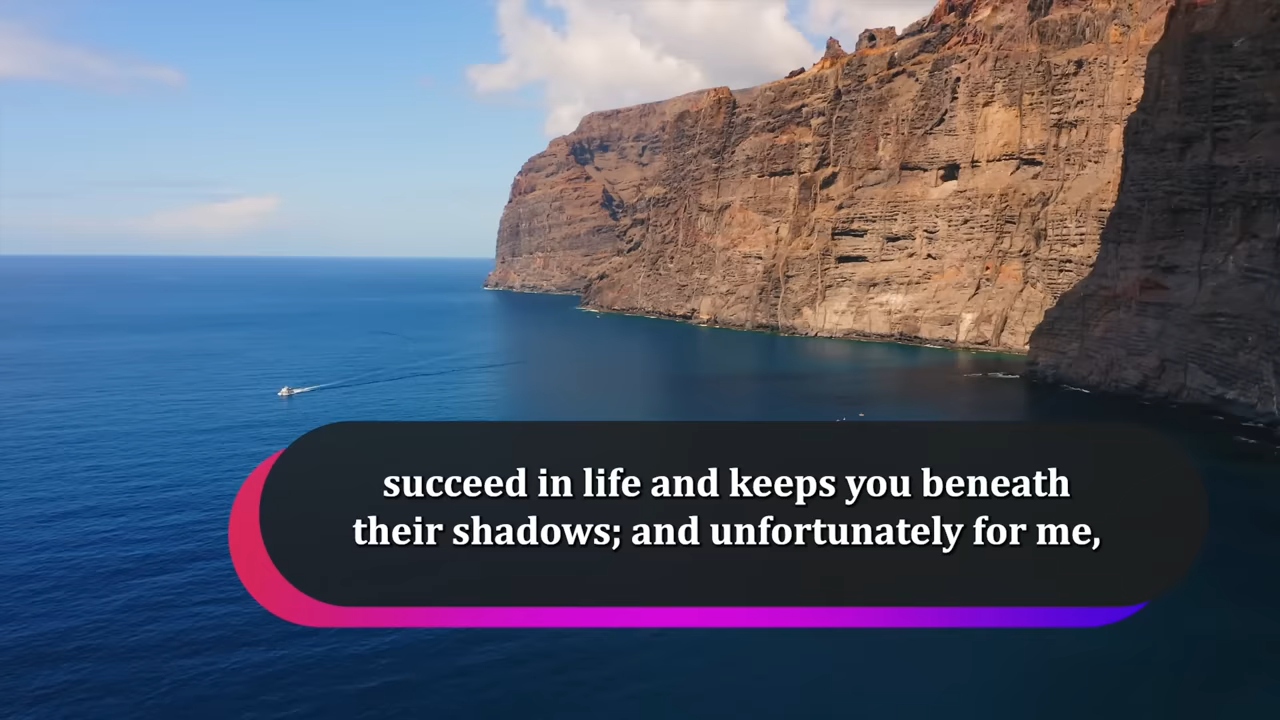 succeed in life and keeps you beneath
their shadows; and unfortunately for me,